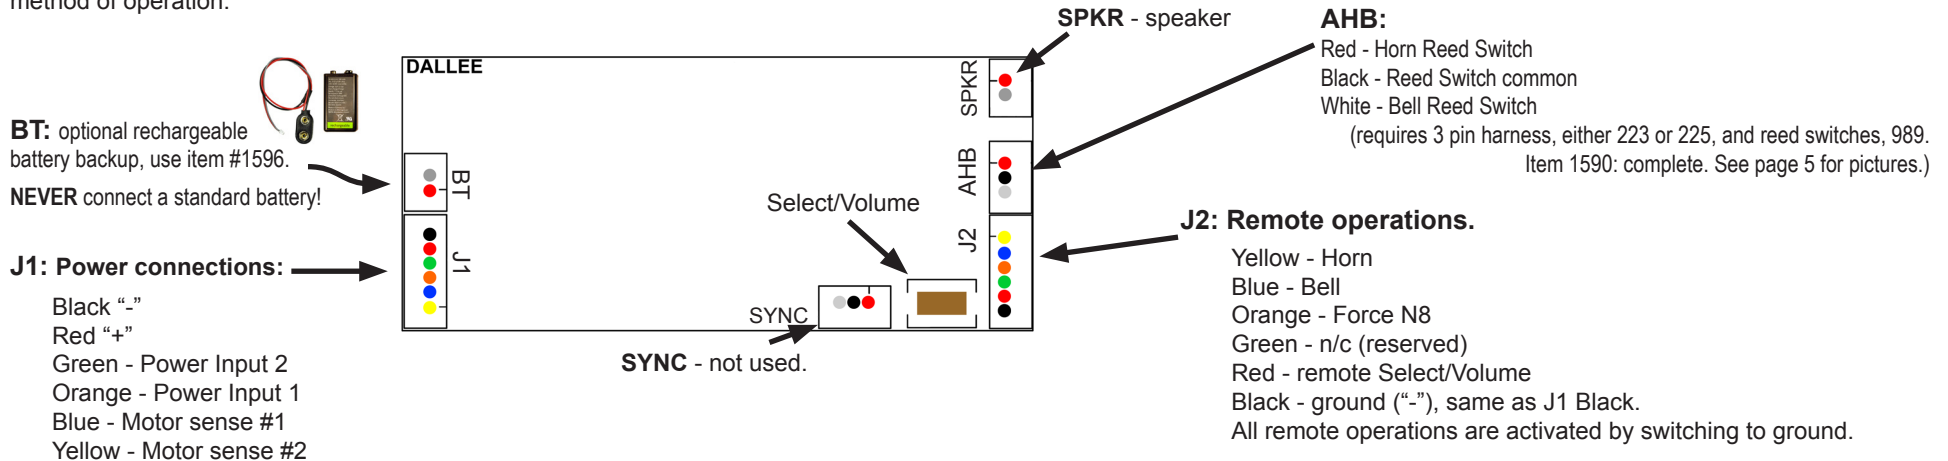 method of operation.
SPKR - speaker
AHB:
Red - Horn Reed Switch
Black - Reed Switch common
White - Bell Reed Switch
(requires 3 pin harness, either 223 or 225, and reed switches, 989.
Item 1590: complete. See page 5 for pictures.)
DALLEE
SPKR
BT: optional rechargeable
battery backup, use item #1596.
NEVER connect a standard battery!
BT
AHB
Select/Volume
J2: Remote operations.
Yellow - Horn
Blue - Bell
Orange - Force N8
Green - n/c (reserved)
Red - remote Select/Volume
Black - ground (“-”), same as J1 Black.
All remote operations are activated by switching to ground.
J2
J1
J1: Power connections:
Black “-”
Red “+”
Green - Power Input 2
Orange - Power Input 1
Blue - Motor sense #1
Yellow - Motor sense #2
SYNC
SYNC - not used.